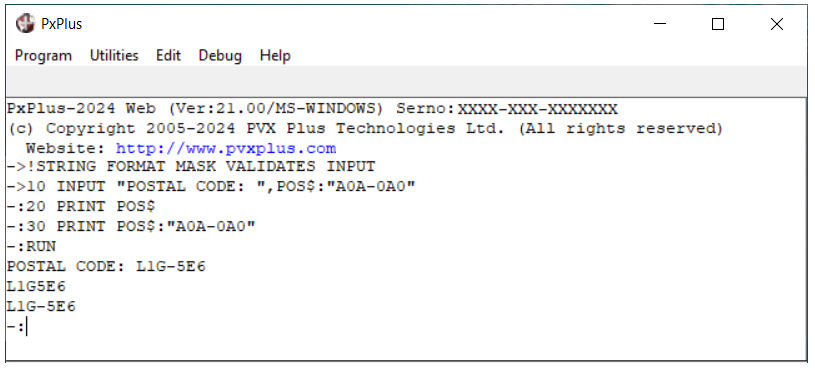 PxPlus
Program Utilities Edit Debug Help
PxPlus-2024 Web (Ver:21.00/MS-WINDOWS) Serno:XXXX-XXX-XXXXXXX
(c) Copyright 2005-2024 PVX Plus Technologies Ltd. (All rights reserved)
Website: http://www.pvxplus.com
->!STRING FORMAT MASK VALIDATES INPUT
->10 INPUT "POSTAL CODE: ",POS$:"A0A-0A0"
-:20 PRINT POS$
-:30 PRINT POS$:"A0A-0A0"
-:RUN
POSTAL CODE: L1G-5E6
L1G5E6
L1G-5E6
-: